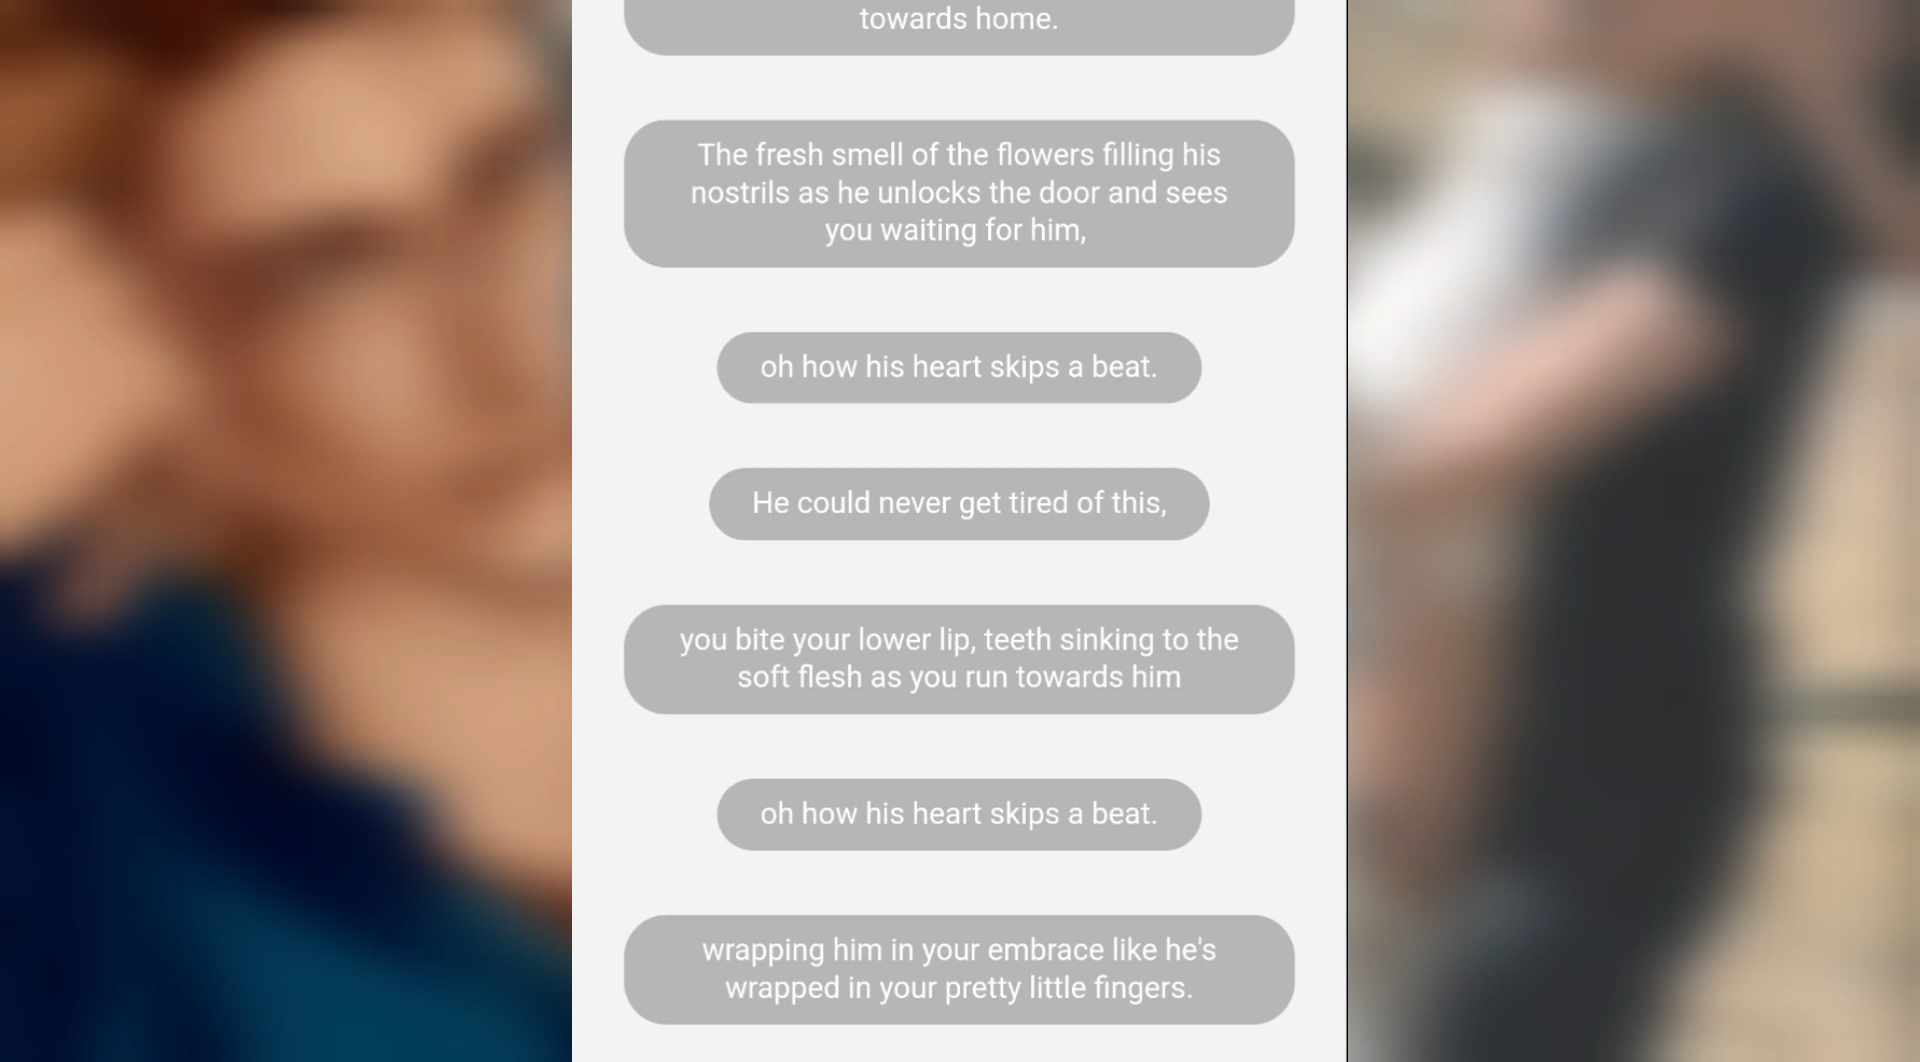 towards home.
The fresh smell of the flowers filling his
nostrils as he unlocks the door and sees
you waiting for him,
oh how his heart skips a beat.
He could never get tired of this,
you bite your lower lip, teeth sinking to the
soft flesh as you run towards him
oh how his heart skips a beat.
wrapping him in your embrace like he's
wrapped in your pretty little fingers.